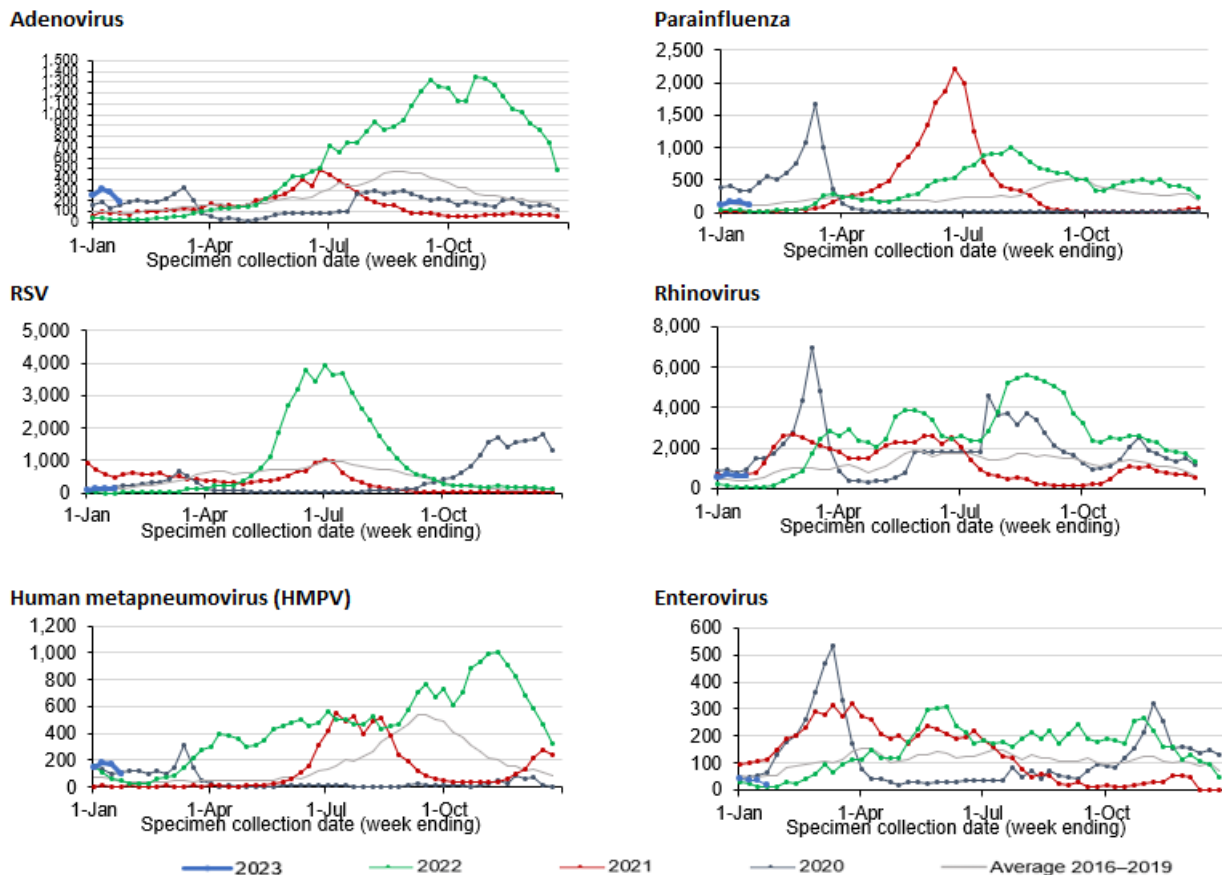 Adenovirus
1,500
1,400
1,300
1,200
1,100
1,000
900
800
700
600
500
400
300
200
100
0
1-Jan 1-Apr 1-Jul 1-Oct
Specimen collection date (week ending)
Parainfluenza
2,500
2,000
1,500
1,000
500
0
1-Jan 1-Apr 1-Jul 1-Oct
Specimen collection date (week ending)
RSV
5,000
4,000
3,000
2,000
1,000
0
1-Jan 1-Apr 1-Jul 1-Oct
Specimen collection date (week ending)
Rhinovirus
8,000
6,000
4,000
2,000
0
1-Jan 1-Apr 1-Jul 1-Oct
Specimen collection date (week ending)
Human metapneumovirus (HMPV)
1,200
1,000
800
600
400
200
0
1-Jan 1-Apr 1-Jul 1-Oct
Specimen collection date (week ending)
Enterovirus
600
500
400
300
200
100
0
1-Jan 1-Apr 1-Jul 1-Oct
Specimen collection date (week ending)
2023 2022 2021 2020 Average 2016–2019